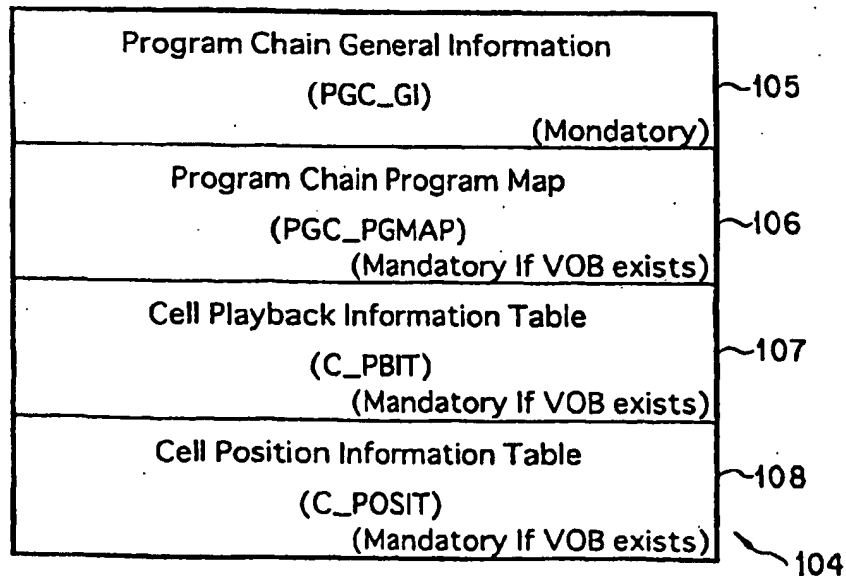 Program Chain General Information
(PGC_GI)
(Mondatory)
105
Program Chain Program Map
(PGC_PGMAP)
(Mandatory If VOB exists)
106
Cell Playback Information Table
(C_PBIT)
(Mandatory If VOB exists)
107
Cell Position Information Table
(C_POSIT)
(Mandatory If VOB exists)
108
104